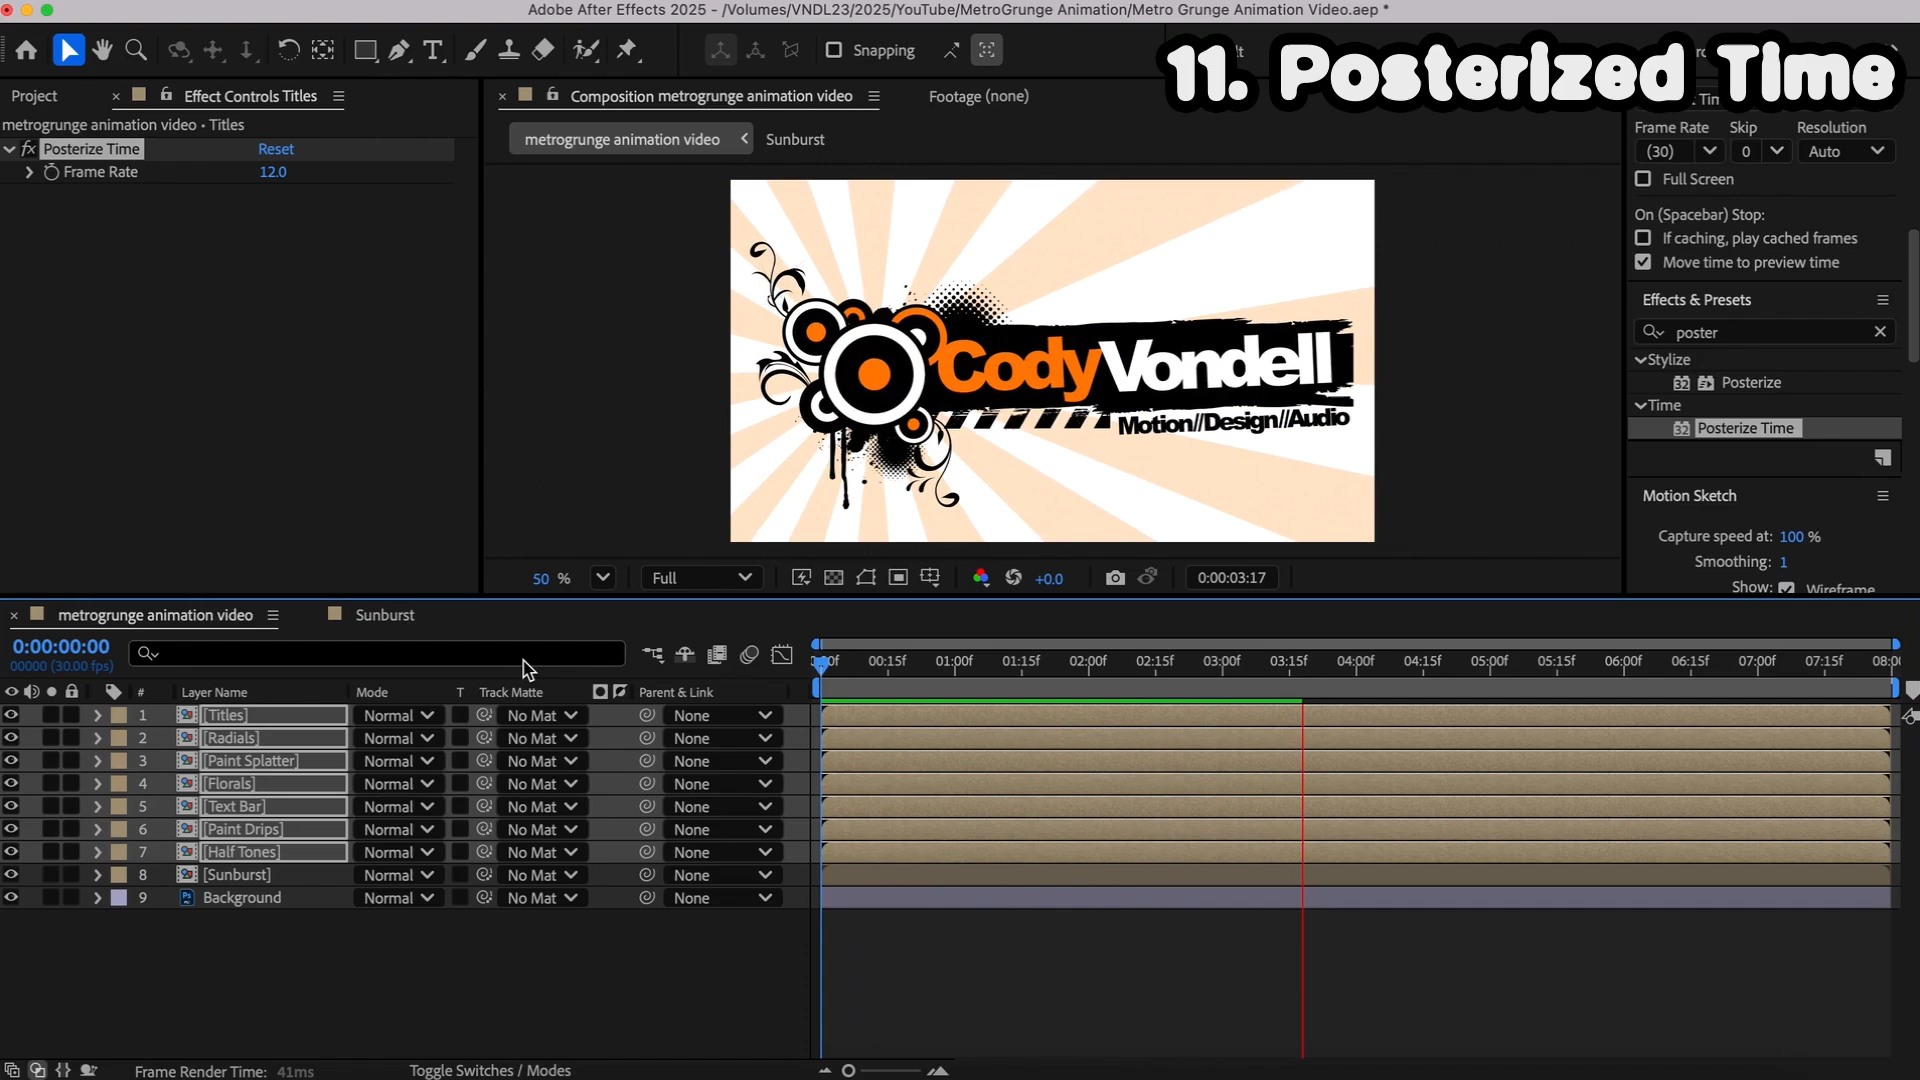 Adobe After Effects 2025 - /Volumes/VNDL23/2025/YouTube/MetroGrunge Animation/Metro Grunge Animation Video.aep *
Snapping
11. Posterized Time
Project
Effect Controls Titles
Composition metrogrunge animation video
Footage (none)
metrogrunge animation video • Titles
fx Posterize Time Reset
Frame Rate 12.0
metrogrunge animation video
Sunburst
Frame Rate Skip Resolution
(30) 0 Auto
Full Screen
On (Spacebar) Stop:
If caching, play cached frames
Move time to preview time
Effects & Presets
poster
Stylize
32 Posterize
Time
32 Posterize Time
Motion Sketch
Capture speed at: 100 %
Smoothing: 1
Show: Wireframe
CodyVondell
Motion//Design//Audio
50 % Full +0.0 0:00:03:17
metrogrunge animation video Sunburst
0:00:00:00
00000 (30.00 fps)
00:15f 01:00f 01:15f 02:00f 02:15f 03:00f 03:15f 04:00f 04:15f 05:00f 05:15f 06:00f 06:15f 07:00f 07:15f
# Layer Name Mode T Track Matte Parent & Link
1 [Titles] Normal No Mat None
2 [Radials] Normal No Mat None
3 [Paint Splatter] Normal No Mat None
4 [Florals] Normal No Mat None
5 [Text Bar] Normal No Mat None
6 [Paint Drips] Normal No Mat None
7 [Half Tones] Normal No Mat None
8 [Sunburst] Normal No Mat None
9 Background Normal No Mat None
Frame Render Time: 41ms Toggle Switches / Modes